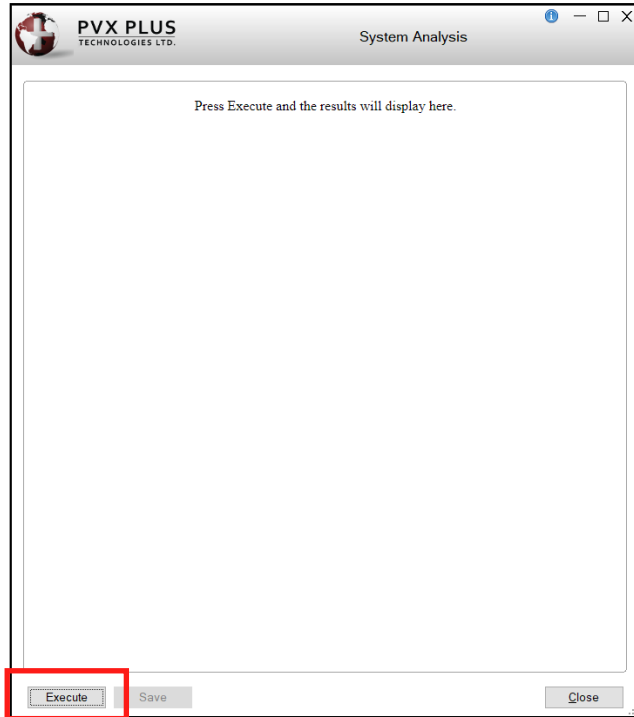 PVX PLUS
TECHNOLOGIES LTD.
System Analysis
Press Execute and the results will display here.
Execute
Save
Close